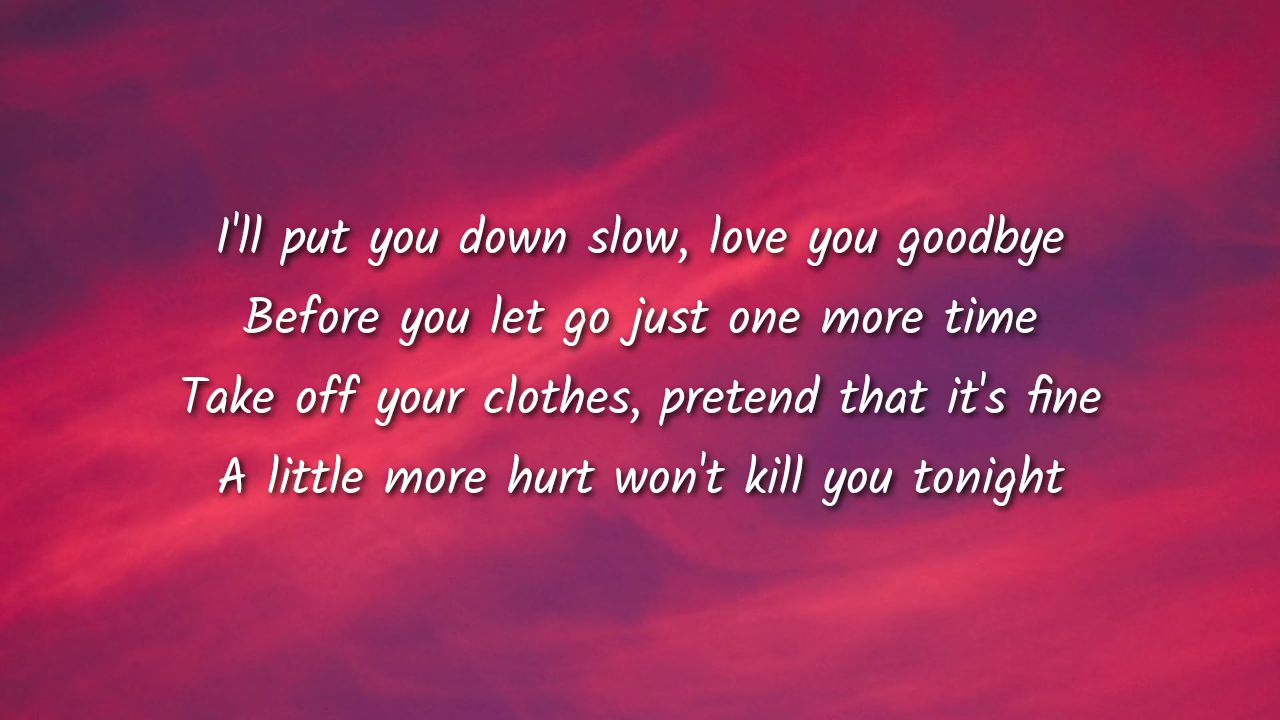 I'll put you down slow, love you goodbye
Before you let go just one more time
Take off your clothes, pretend that it's fine
A little more hurt won't kill you tonight